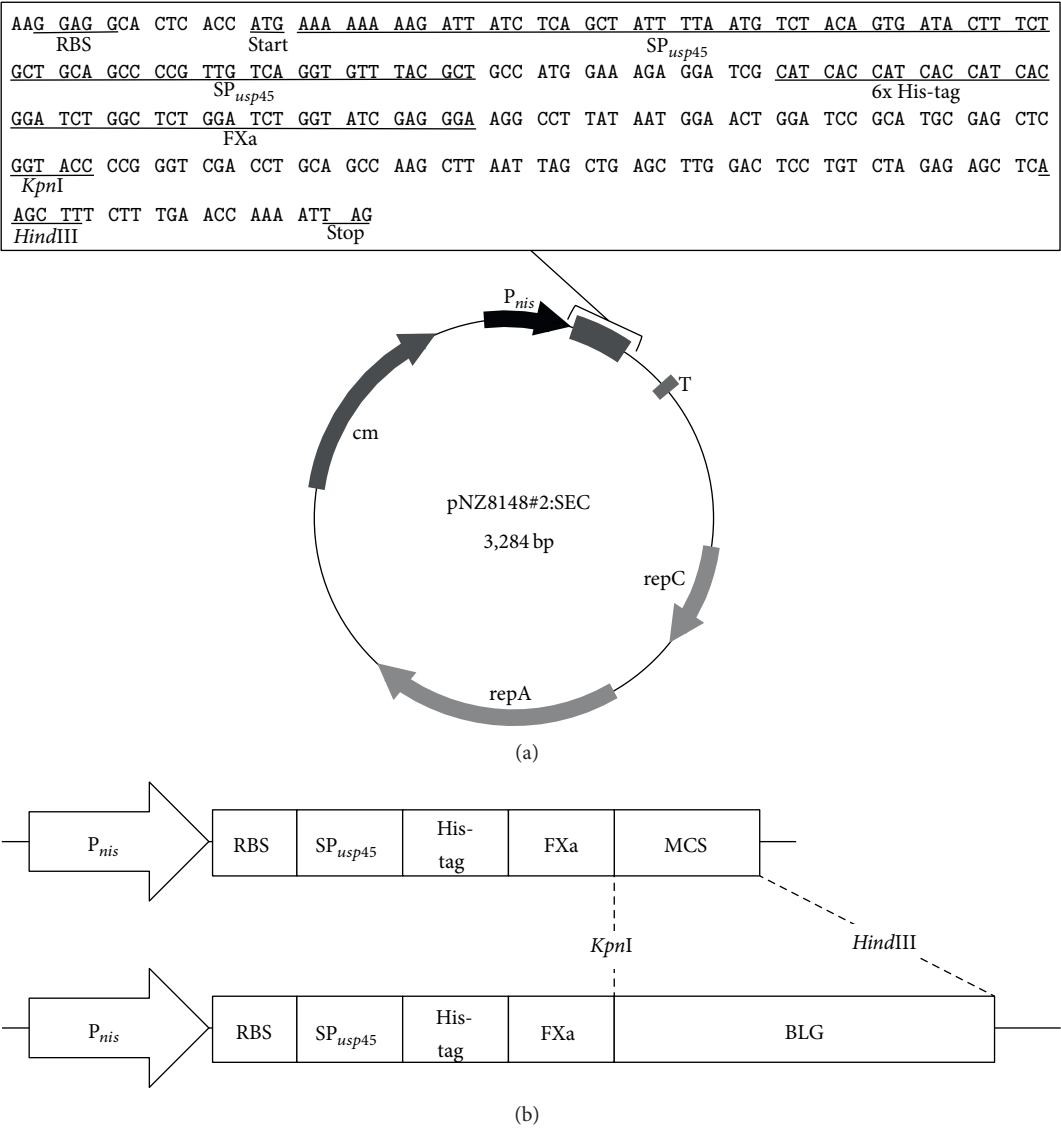 AAG GAG GCA CTC ACC ATG AAA AAA AAG ATT ATC TCA GCT ATT TTA ATG TCT ACA GTG ATA CTT TCT
RBS Start SPusp45
GCT GCA GCC CCG TTG TCA GGT GTT TAC GCT GCC ATG GAA AGA GGA TCG CAT CAC CAT CAC CAT CAC
SPusp45 6x His-tag
GGA TCT GGC TCT GGA TCT GGT ATC GAG GGA AGG CCT TAT AAT GGA ACT GGA TCC GCA TGC GAG CTC
FXa
GGT ACC CCG GGT CGA CCT GCA GCC AAG CTT AAT TAG CTG AGC TTG GAC TCC TGT CTA GAG AGC TCA
KpnI
AGC TTT CTT TGA ACC AAA ATT AG
HindIII Stop
Pnis
T
cm
pNZ8148#2:SEC
3,284 bp
repC
repA
(a)
Pnis RBS SPusp45 His-tag FXa MCS
KpnI HindIII
Pnis RBS SPusp45 His-tag FXa BLG
(b)